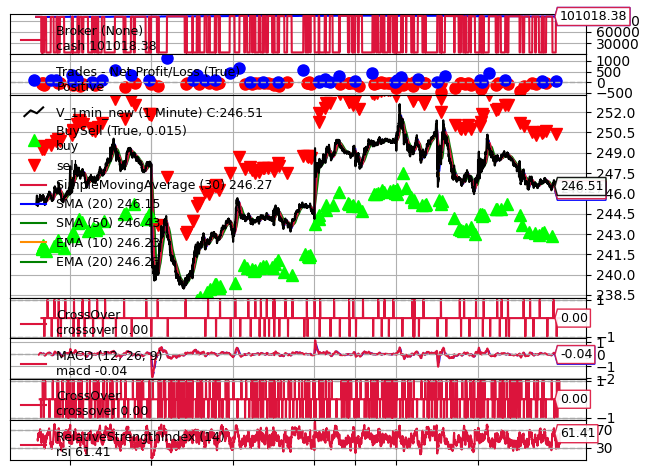 Broker (None)
cash 101018.38
101018.38
60000
30000
Trades - Net Profit/Loss (True)
Positive
1000
500
0
−500
V_1min_new (1 Minute) C:246.51
BuySell (True, 0.015)
buy
sell
SimpleMovingAverage (30) 246.27
SMA (20) 246.15
SMA (50) 246.43
EMA (10) 246.23
EMA (20) 246.21
252.0
250.5
249.0
247.5
246.51
246.0
244.5
243.0
241.5
240.0
238.5
CrossOver
crossover 0.00
1
0.00
−1
MACD (12, 26, 9)
macd -0.04
1
0
-0.04
−1
−2
CrossOver
crossover 0.00
0.00
−1
RelativeStrengthIndex (14)
rsi 61.41
70
61.41
30